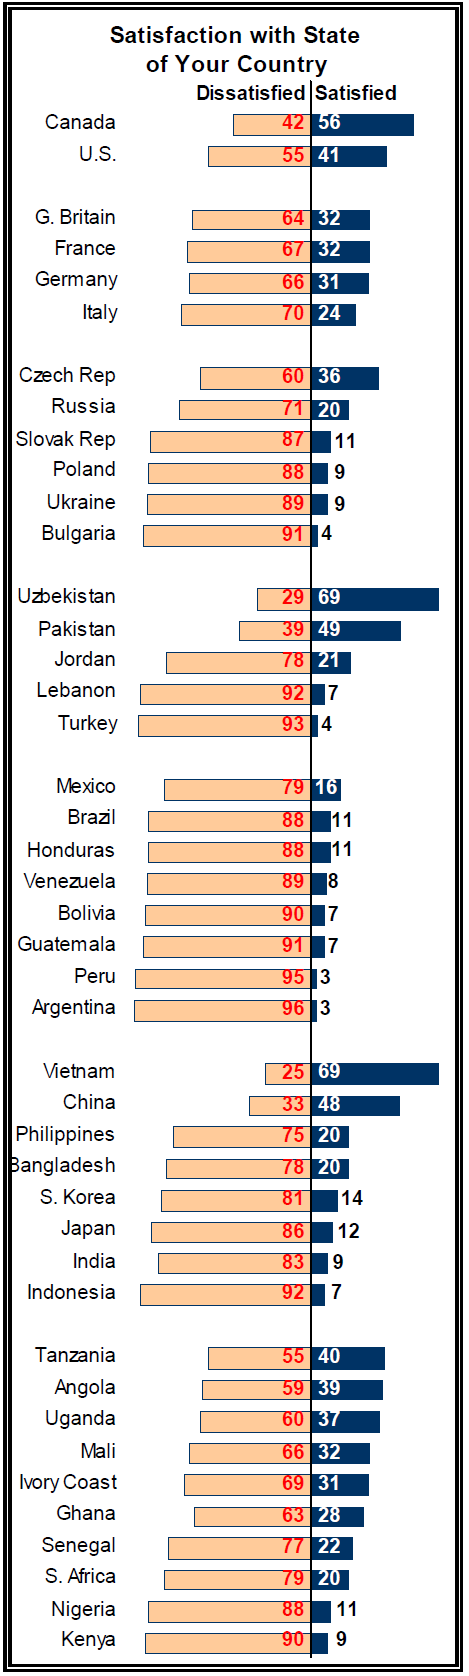 Satisfaction with State
of Your Country
Dissatisfied Satisfied
Canada 42 56
U.S. 55 41
G. Britain 64 32
France 67 32
Germany 66 31
Italy 70 24
Czech Rep 60 36
Russia 71 20
Slovak Rep 87 11
Poland 88 9
Ukraine 89 9
Bulgaria 91 4
Uzbekistan 29 69
Pakistan 39 49
Jordan 78 21
Lebanon 92 7
Turkey 93 4
Mexico 79 16
Brazil 88 11
Honduras 88 11
Venezuela 89 8
Bolivia 90 7
Guatemala 91 7
Peru 95 3
Argentina 96 3
Vietnam 25 69
China 33 48
Philippines 75 20
Bangladesh 78 20
S. Korea 81 14
Japan 86 12
India 83 9
Indonesia 92 7
Tanzania 55 40
Angola 59 39
Uganda 60 37
Mali 66 32
Ivory Coast 69 31
Ghana 63 28
Senegal 77 22
S. Africa 79 20
Nigeria 88 11
Kenya 90 9